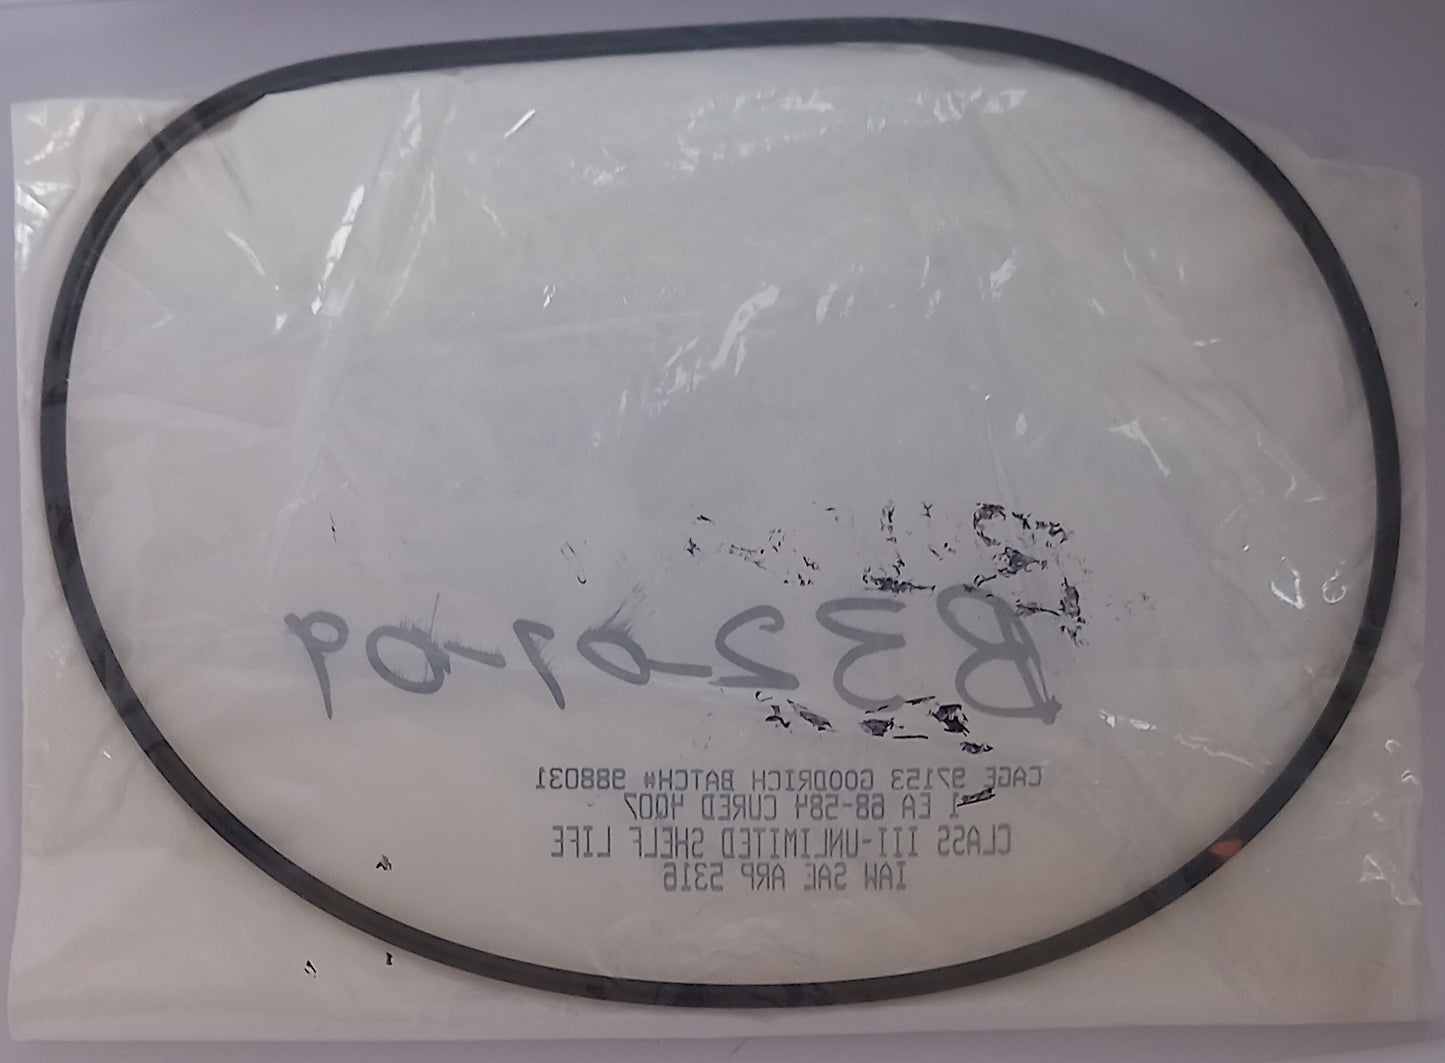 B32-01-09
CAGE 97153 GOODRICH BATCH# 988031
1 EA 68-584 CURED 4Q07
CLASS III-UNLIMITED SHELF LIFE
IAW SAE ARP 5316